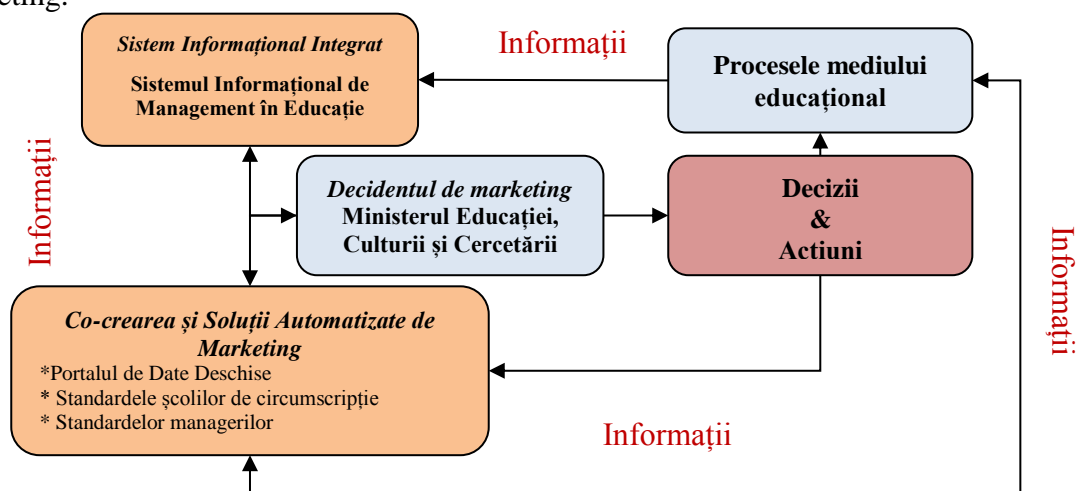 cting.
Sistem Informațional Integrat
Sistemul Informațional de
Management în Educație
Informații
Procesele mediului
educațional
Informații
Decidentul de marketing
Ministerul Educației,
Culturii și Cercetării
Decizii
&
Actiuni
Informații
Co-crearea și Soluții Automatizate de
Marketing
*Portalul de Date Deschise
* Standardele școlilor de circumscripție
* Standardelor managerilor
Informații